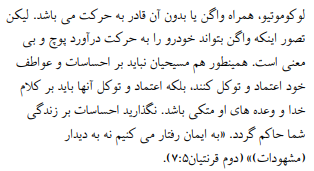 لوکوموتیو، همراه واگن یا بدون آن قادر به حرکت می باشد. لیکن
تصور اینکه واگن بتواند خودرو را به حرکت درآورد پوچ و بی
معنی است. همینطور هم مسیحیان نباید بر احساسات و عواطف
خود اعتماد و توکل کنند، بلکه اعتماد و توکل آنها باید بر کلام
خدا و وعده های او متکی باشد. نگذارید احساسات بر زندگی
شما حاکم گردد. «به ایمان رفتار می کنیم نه به دیدار
(مشهودات)» (دوم قرنتیان۷:۵).